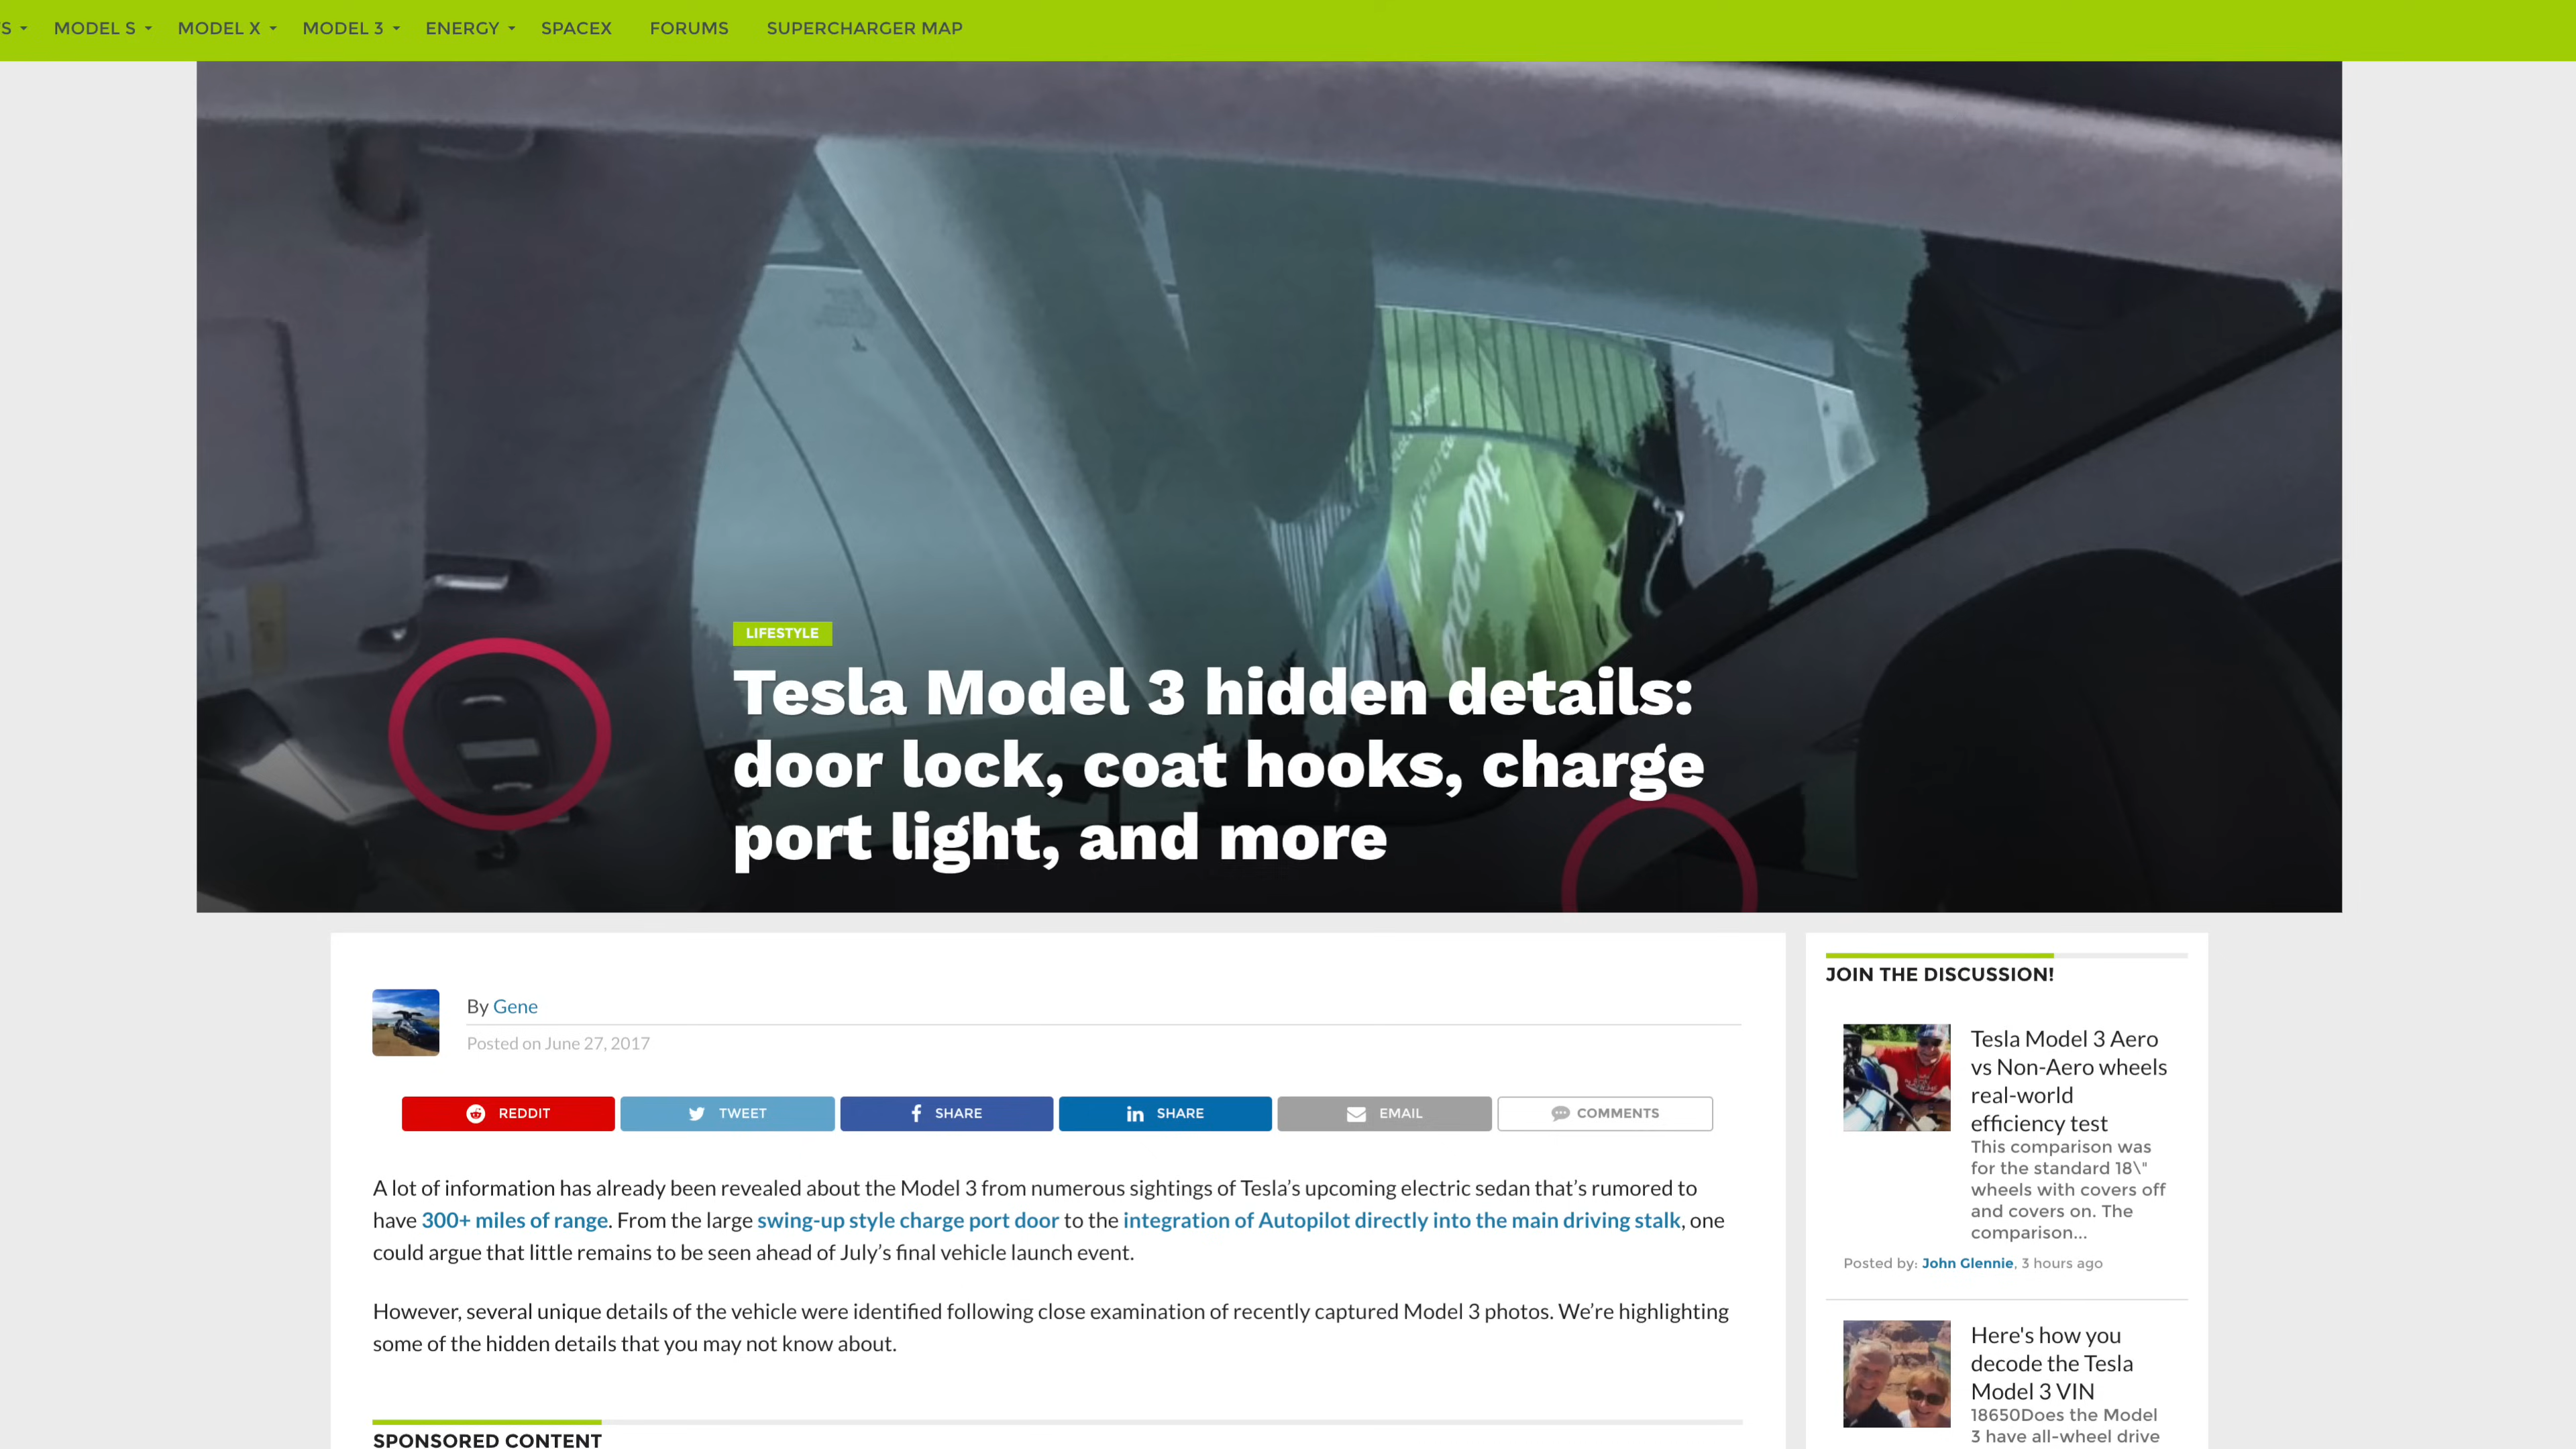 S
MODEL S
MODEL X
MODEL 3
ENERGY
SPACEX
FORUMS
SUPERCHARGER MAP
LIFESTYLE
Tesla Model 3 hidden details:
door lock, coat hooks, charge
port light, and more
By Gene
Posted on June 27, 2017
REDDIT
TWEET
SHARE
SHARE
EMAIL
COMMENTS
A lot of information has already been revealed about the Model 3 from numerous sightings of Tesla’s upcoming electric sedan that’s rumored to
have 300+ miles of range. From the large swing-up style charge port door to the integration of Autopilot directly into the main driving stalk, one
could argue that little remains to be seen ahead of July’s final vehicle launch event.
However, several unique details of the vehicle were identified following close examination of recently captured Model 3 photos. We’re highlighting
some of the hidden details that you may not know about.
SPONSORED CONTENT
JOIN THE DISCUSSION!
Tesla Model 3 Aero
vs Non-Aero wheels
real-world
efficiency test
This comparison was
for the standard 18\"
wheels with covers off
and covers on. The
comparison...
Posted by: John Glennie, 3 hours ago
Here's how you
decode the Tesla
Model 3 VIN
18650Does the Model
3 have all-wheel drive